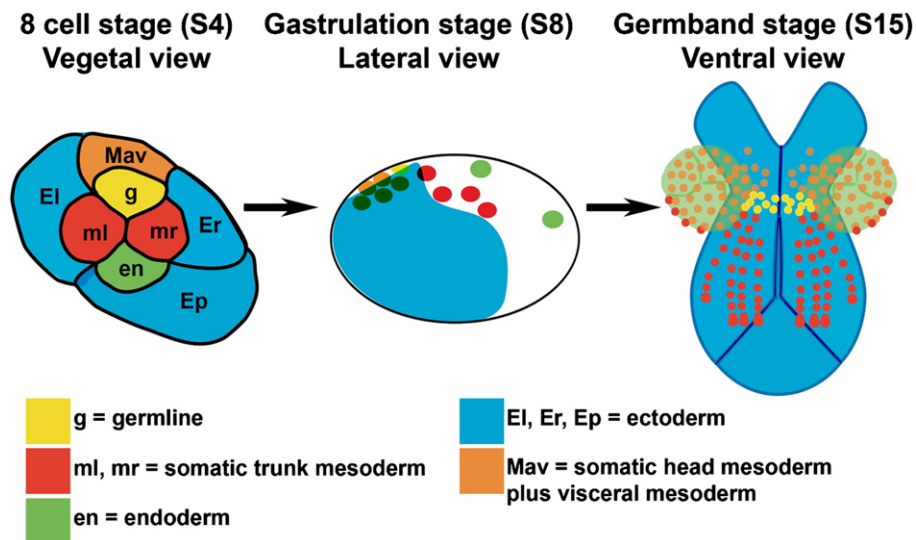 8 cell stage (S4)
Vegetal view
Gastrulation stage (S8)
Lateral view
Germband stage (S15)
Ventral view
Mav
El
g
Er
ml
mr
en
Ep
g = germline
ml, mr = somatic trunk mesoderm
en = endoderm
El, Er, Ep = ectoderm
Mav = somatic head mesoderm
plus visceral mesoderm